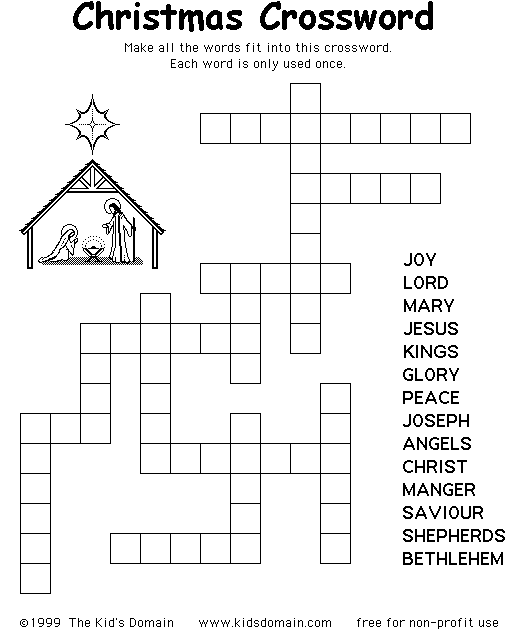 Christmas Crossword
Make all the words fit into this crossword.
Each word is only used once.
JOY
LORD
MARY
JESUS
KINGS
GLORY
PEACE
JOSEPH
ANGELS
CHRIST
MANGER
SAVIOUR
SHEPHERDS
BETHLEHEM
©1999 The Kid's Domain www.kidsdomain.com free for non-profit use